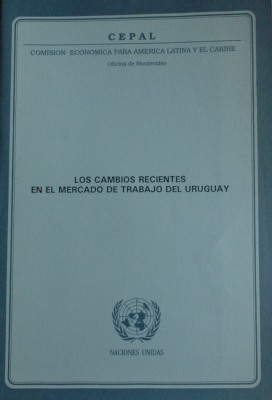 CEPAL
COMISION ECONOMICA PARA AMERICA LATINA Y EL CARIBE
Oficina de Montevideo
LOS CAMBIOS RECIENTES
EN EL MERCADO DE TRABAJO DEL URUGUAY
NACIONES UNIDAS